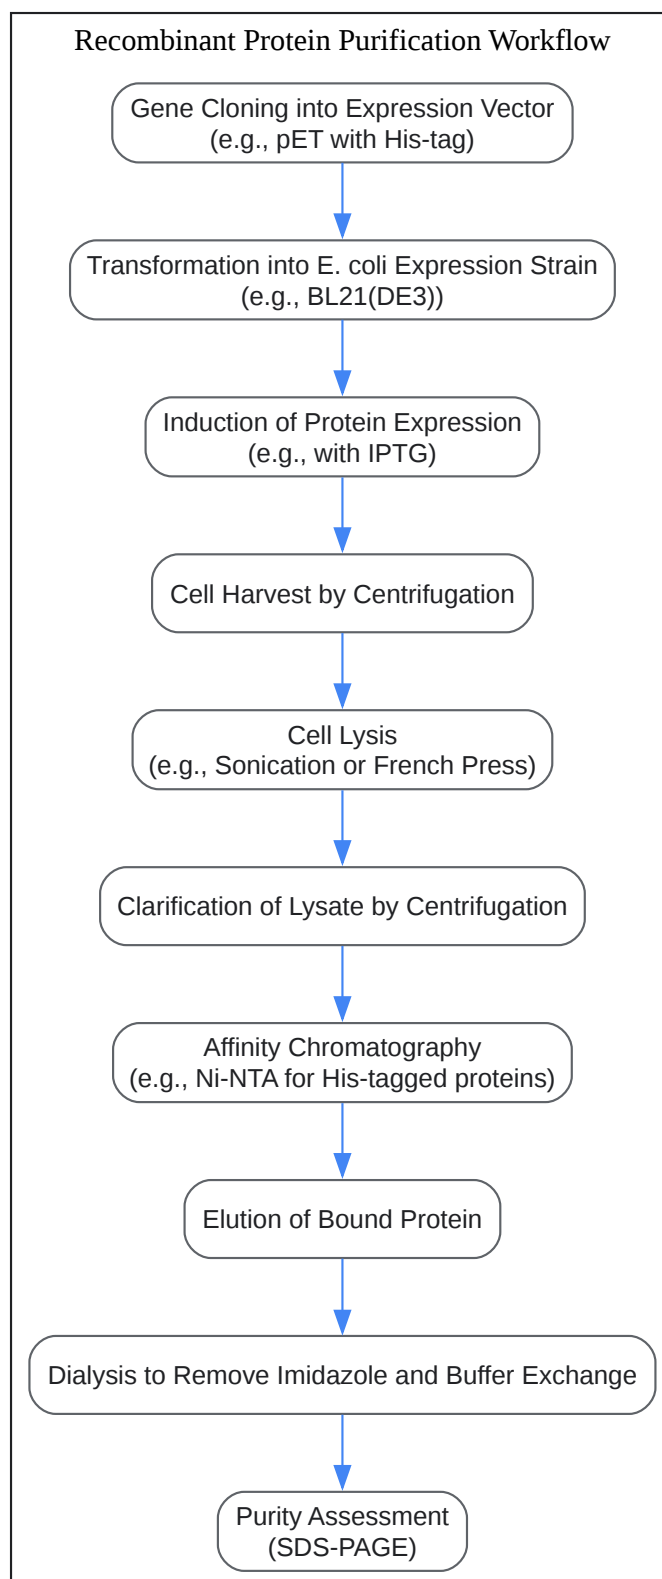 Recombinant Protein Purification Workflow
Gene Cloning into Expression Vector
(e.g., pET with His-tag)
Transformation into E. coli Expression Strain
(e.g., BL21(DE3))
Induction of Protein Expression
(e.g., with IPTG)
Cell Harvest by Centrifugation
Cell Lysis
(e.g., Sonication or French Press)
Clarification of Lysate by Centrifugation
Affinity Chromatography
(e.g., Ni-NTA for His-tagged proteins)
Elution of Bound Protein
Dialysis to Remove Imidazole and Buffer Exchange
Purity Assessment
(SDS-PAGE)